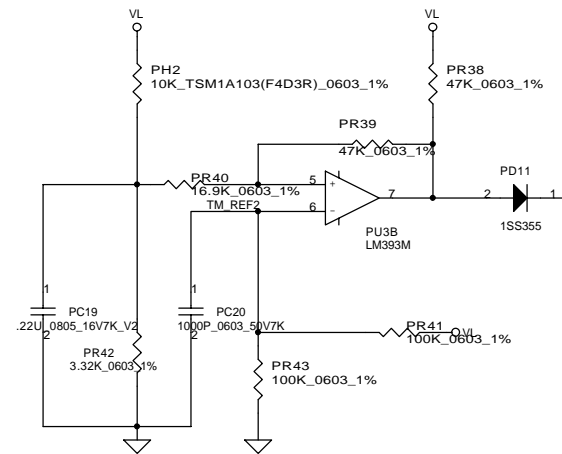 VL
VL
PH2
10K_TSM1A103(F4D3R)_0603_1%
PR38
47K_0603_1%
PR39
47K_0603_1%
PR40
16.9K_0603_1%
TM_REF2
5
+
6
-
7
PU3B
LM393M
PD11
2
1
1SS355
1
PC19
.22U_0805_16V7K_V2
2
1
PC20
1000P_0603_50V7K
2
PR42
3.32K_0603_1%
PR41
100K_0603_1%
VL
PR43
100K_0603_1%